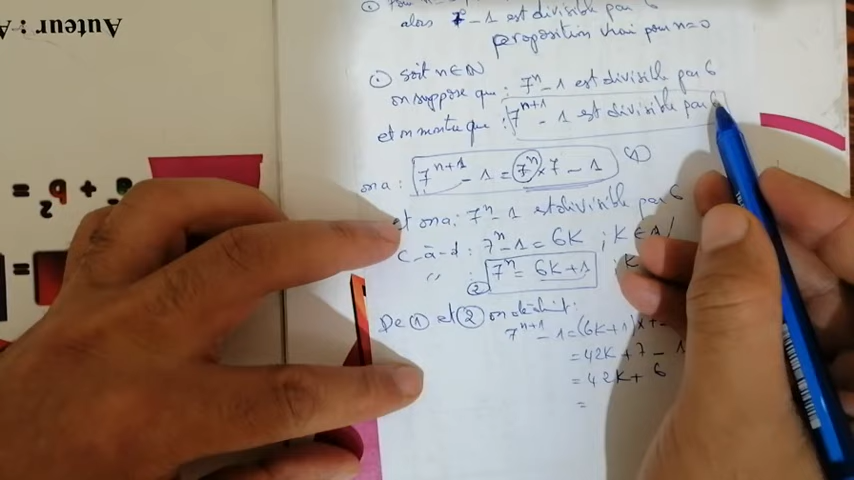 Auteur : A
alors 7⁰ - 1 est divisible par 6
proposition vrai pour n=0
• soit n∈ℕ
on suppose que : 7ⁿ - 1 est divisible par 6
et on montre que : 7ⁿ⁺¹ - 1 est divisible par 6
on a : 7ⁿ⁺¹ - 1 = 7ⁿ × 7 - 1 ①
et on a : 7ⁿ - 1 est divisible par 6
c-à-d : 7ⁿ - 1 = 6K ; K ∈
〃 : 7ⁿ = 6K+1 ; K
②
De ① et ② on déduit :
7ⁿ⁺¹ - 1 = (6K+1)×7-
= 42K + 7 - 1
= 42K + 6
=